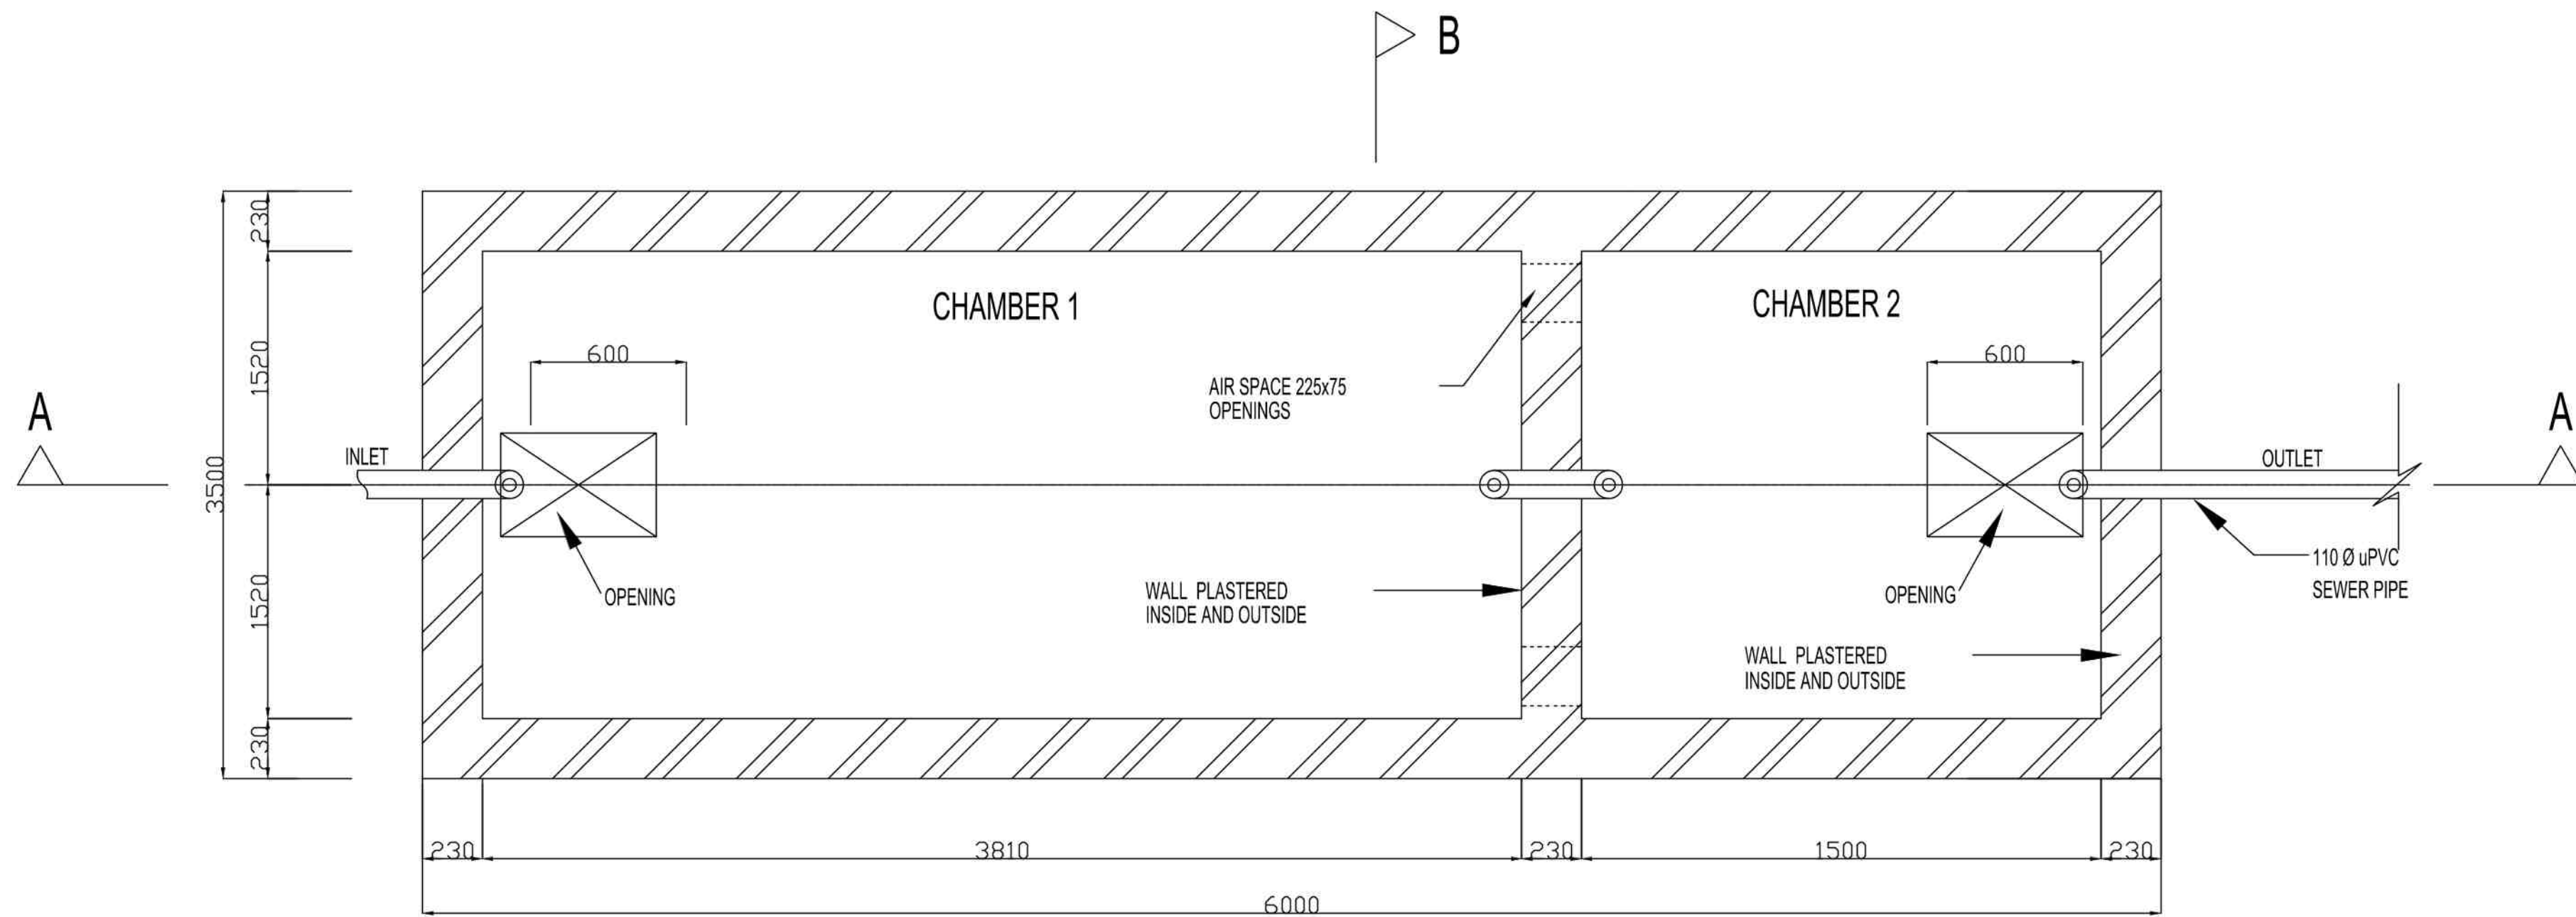 B
230
CHAMBER 1
CHAMBER 2
1520
600
600
AIR SPACE 225x75
OPENINGS
A
A
INLET
OUTLET
3500
110 Ø uPVC
SEWER PIPE
OPENING
WALL PLASTERED
INSIDE AND OUTSIDE
OPENING
1520
WALL PLASTERED
INSIDE AND OUTSIDE
230
230
3810
230
1500
230
6000